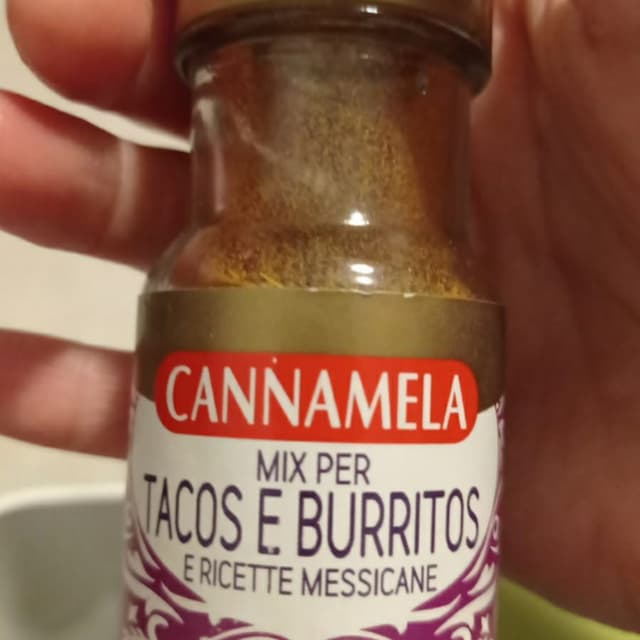 CANNAMELA
MIX PER
TACOS E BURRITOS
E RICETTE MESSICANE